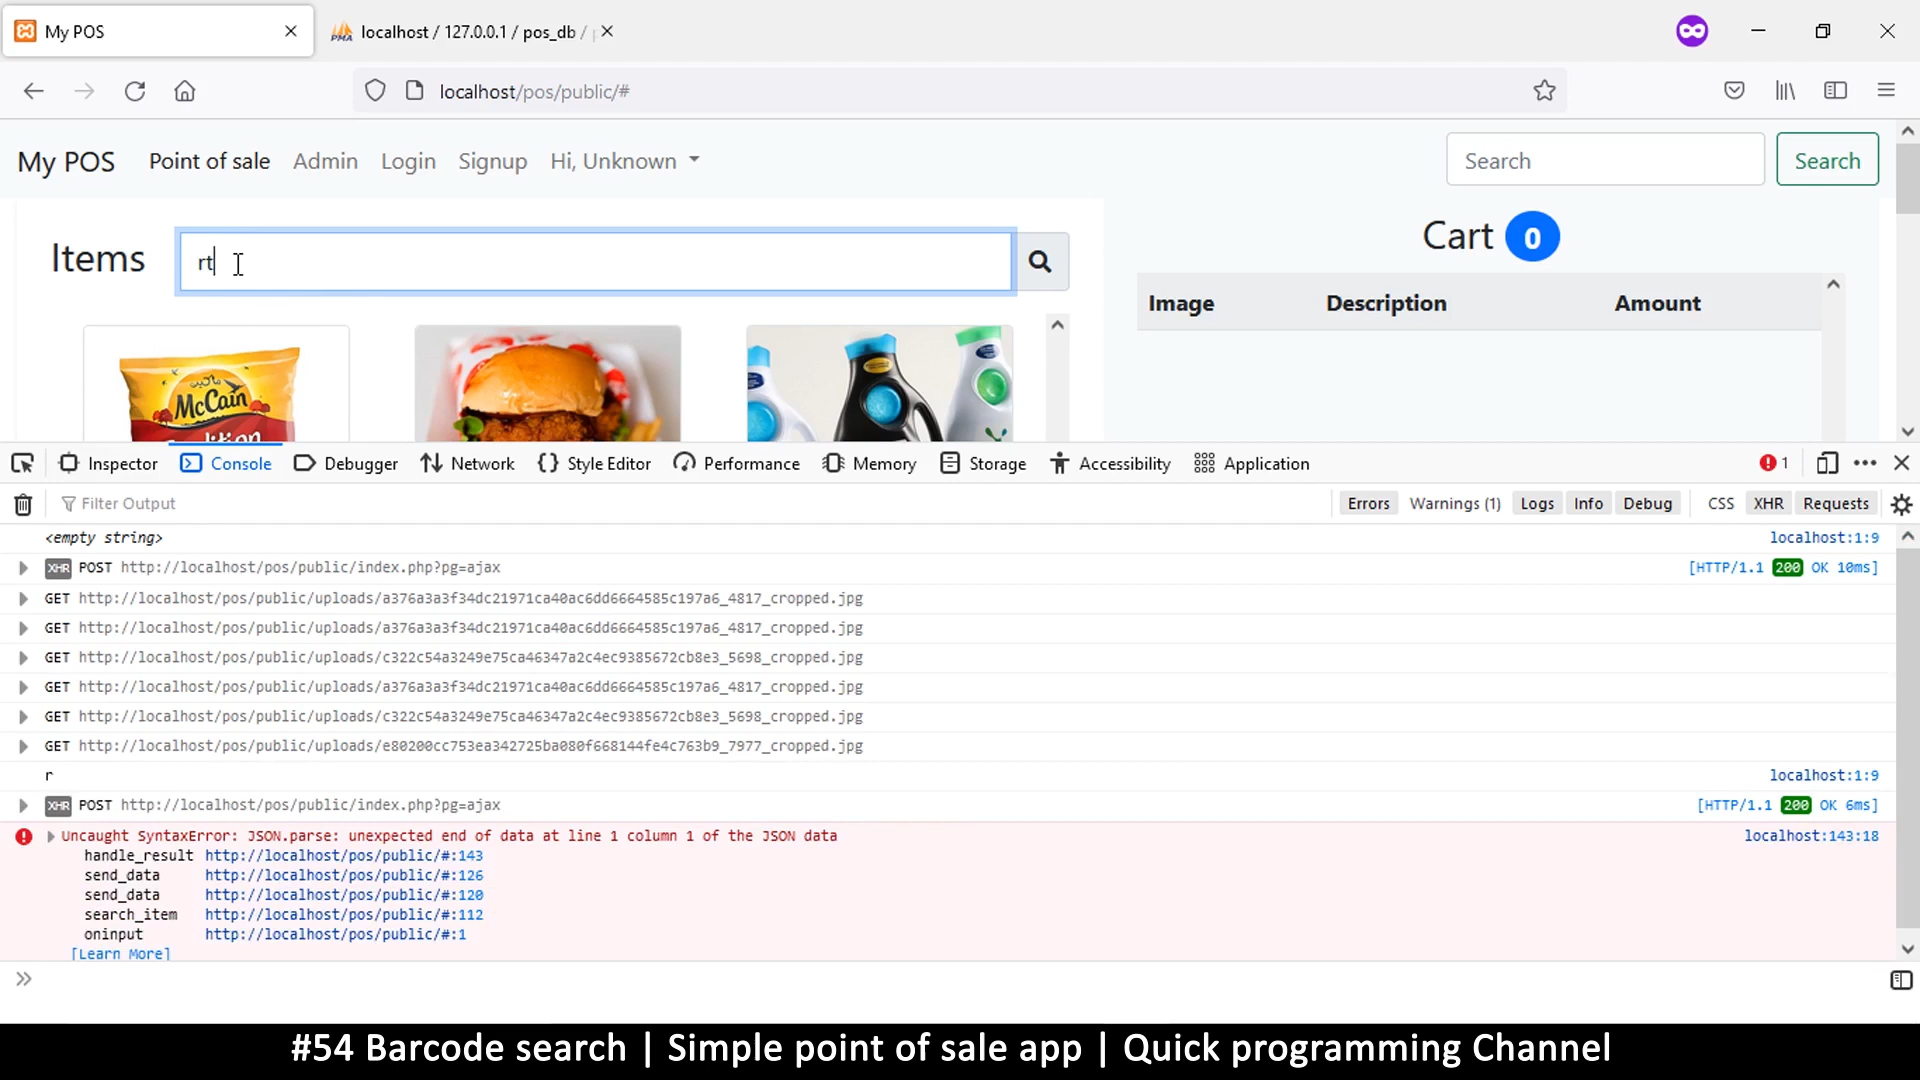 My POS
localhost / 127.0.0.1 / pos_db /
localhost/pos/public/#
My POS Point of sale Admin Login Signup Hi, Unknown Search Search
Items rt
Cart 0
Image Description Amount
McCain
Inspector Console Debugger Network Style Editor Performance Memory Storage Accessibility Application 1
Filter Output Errors Warnings (1) Logs Info Debug CSS XHR Requests
<empty string> localhost:1:9
XHR POST http://localhost/pos/public/index.php?pg=ajax [HTTP/1.1 200 OK 10ms]
GET http://localhost/pos/public/uploads/a376a3a3f34dc21971ca40ac6dd6664585c197a6_4817_cropped.jpg
GET http://localhost/pos/public/uploads/a376a3a3f34dc21971ca40ac6dd6664585c197a6_4817_cropped.jpg
GET http://localhost/pos/public/uploads/c322c54a3249e75ca46347a2c4ec9385672cb8e3_5698_cropped.jpg
GET http://localhost/pos/public/uploads/a376a3a3f34dc21971ca40ac6dd6664585c197a6_4817_cropped.jpg
GET http://localhost/pos/public/uploads/c322c54a3249e75ca46347a2c4ec9385672cb8e3_5698_cropped.jpg
GET http://localhost/pos/public/uploads/e80200cc753ea342725ba080f668144fe4c763b9_7977_cropped.jpg
r localhost:1:9
XHR POST http://localhost/pos/public/index.php?pg=ajax [HTTP/1.1 200 OK 6ms]
Uncaught SyntaxError: JSON.parse: unexpected end of data at line 1 column 1 of the JSON data localhost:143:18
handle_result http://localhost/pos/public/#:143
send_data http://localhost/pos/public/#:126
send_data http://localhost/pos/public/#:120
search_item http://localhost/pos/public/#:112
oninput http://localhost/pos/public/#:1
[Learn More]
#54 Barcode search | Simple point of sale app | Quick programming Channel